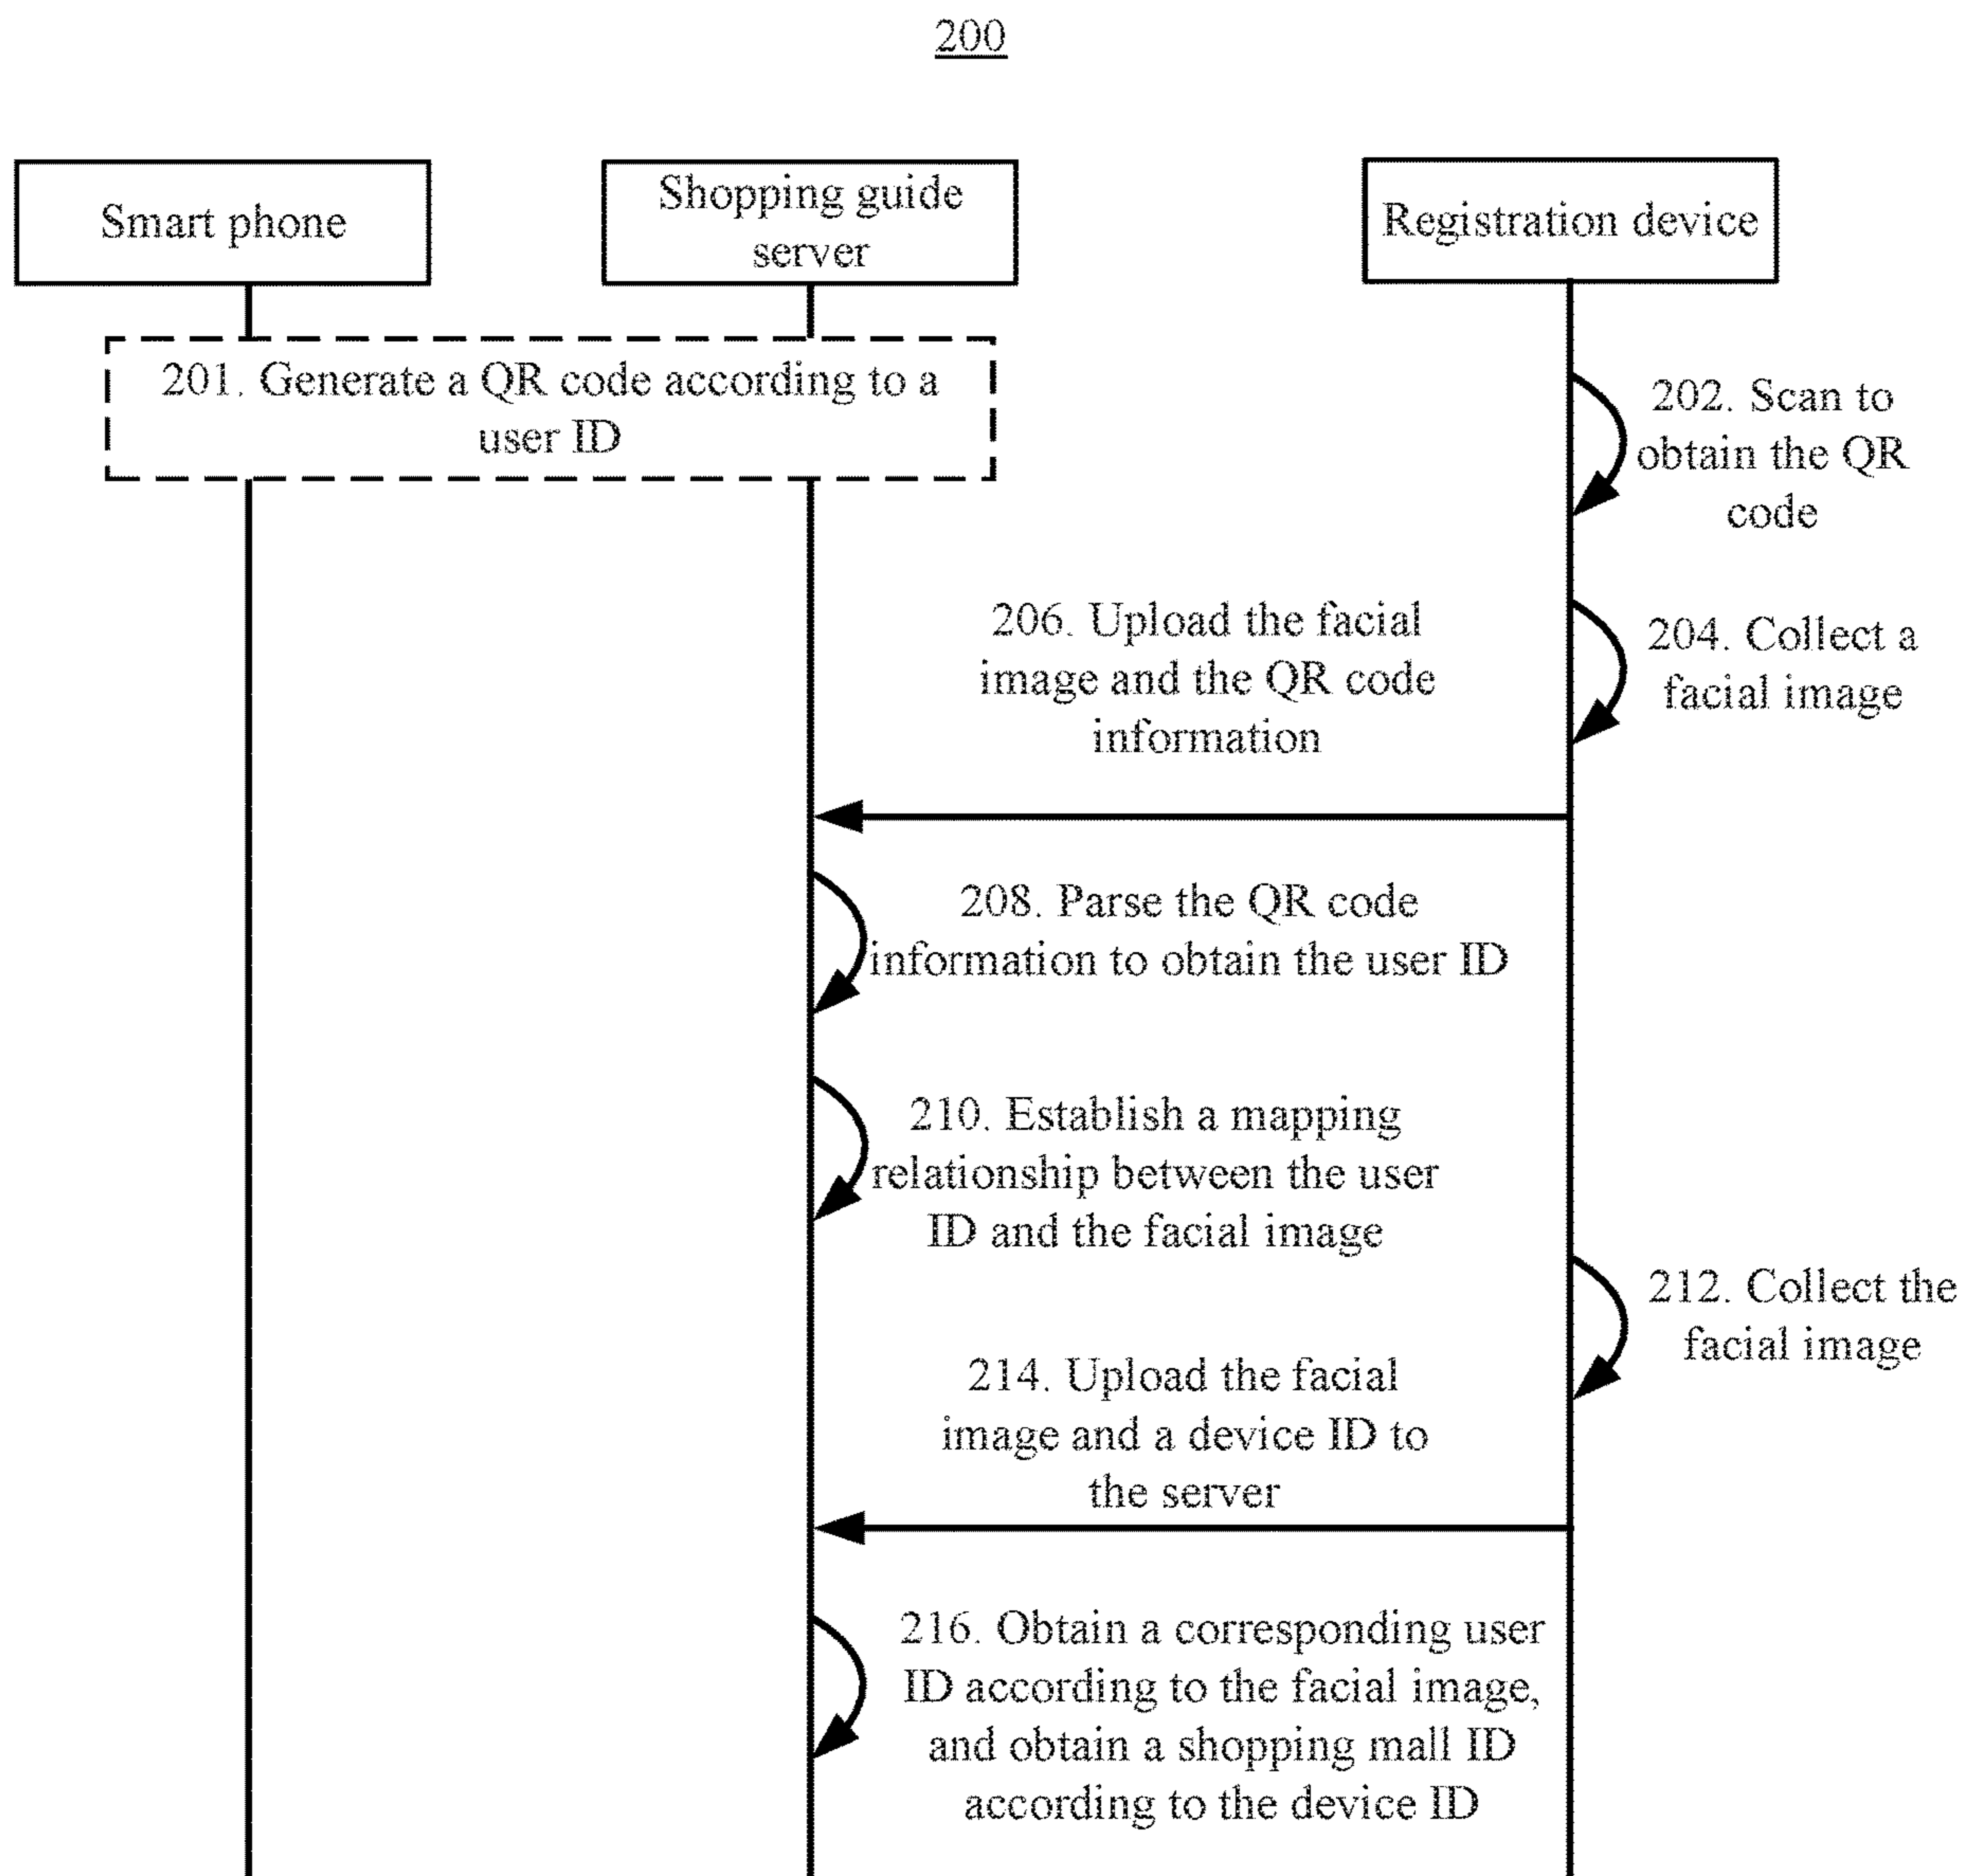 200
Smart phone
Shopping guide
server
Registration device
201. Generate a QR code according to a
user ID
202. Scan to
obtain the QR
code
204. Collect a
facial image
206. Upload the facial
image and the QR code
information
208. Parse the QR code
information to obtain the user ID
210. Establish a mapping
relationship between the user
ID and the facial image
212. Collect the
facial image
214. Upload the facial
image and a device ID to
the server
216. Obtain a corresponding user
ID according to the facial image,
and obtain a shopping mall ID
according to the device ID